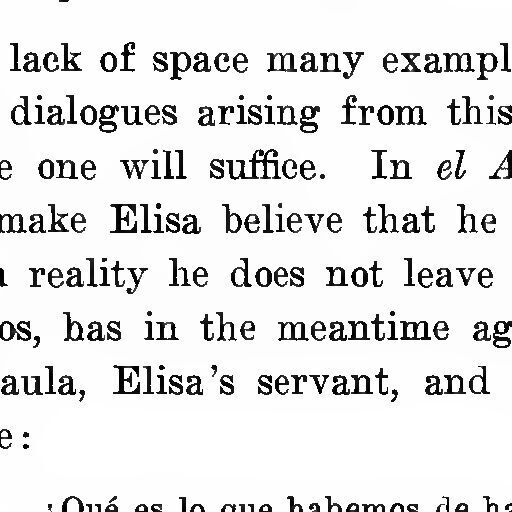 lack of space many exampl
dialogues arising from this
e one will suffice. In el A
make Elisa believe that he
reality he does not leave
os, has in the meantime ag
aula, Elisa's servant, and
e:
¿Qué es lo que habemos de ha